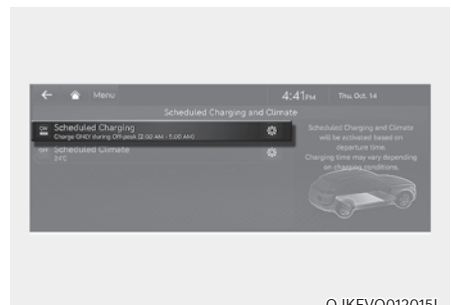 Menu 4:41PM Thu. Oct. 14
Scheduled Charging and Climate
ON Scheduled Charging
Charge ONLY during Off-peak (2:00 AM - 5:00 AM)
OFF Scheduled Climate
24°C
Scheduled Charging and Climate
will be activated based on
departure time.
Charging time may vary depending
on charging conditions.